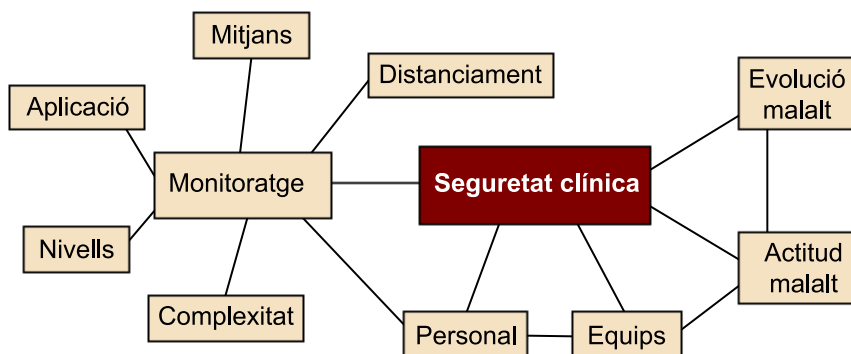 Mitjans
Distanciament
Evolució
malalt
Aplicació
Monitoratge
Seguretat clínica
Nivells
Actitud
malalt
Complexitat
Personal
Equips